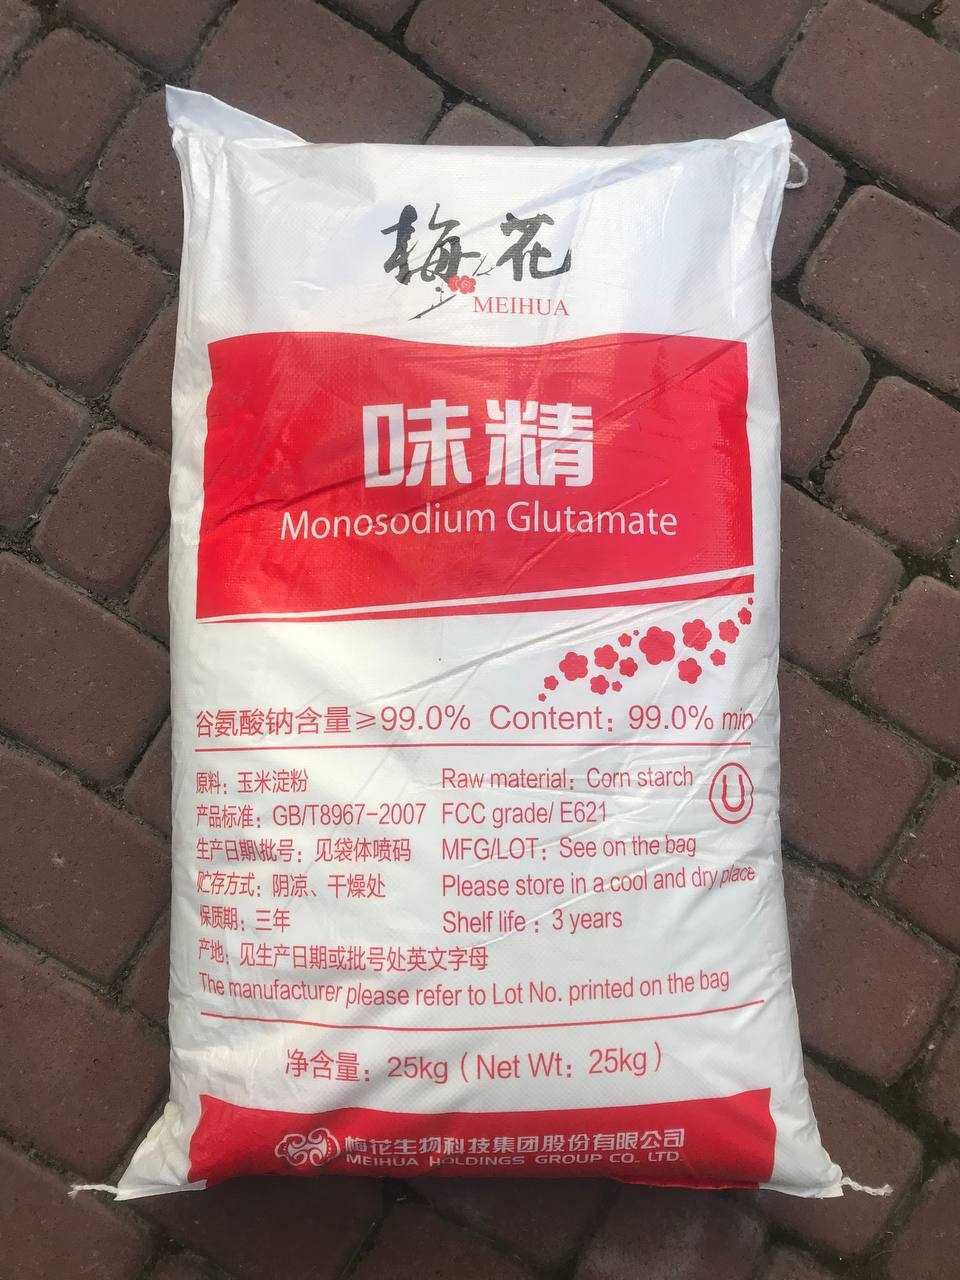 梅花
MEIHUA
味精
Monosodium Glutamate
谷氨酸钠含量≥99.0% Content: 99.0% min
原料: 玉米淀粉 Raw material: Corn starch
U
产品标准: GB/T8967-2007 FCC grade/ E621
生产日期\批号: 见袋体喷码 MFG/LOT: See on the bag
贮存方式: 阴凉、干燥处 Please store in a cool and dry place
保质期: 三年 Shelf life : 3 years
产地: 见生产日期或批号处英文字母
The manufacturer please refer to Lot No. printed on the bag
净含量: 25kg (Net Wt: 25kg)
梅花生物科技集团股份有限公司
MEIHUA HOLDINGS GROUP CO., LTD.